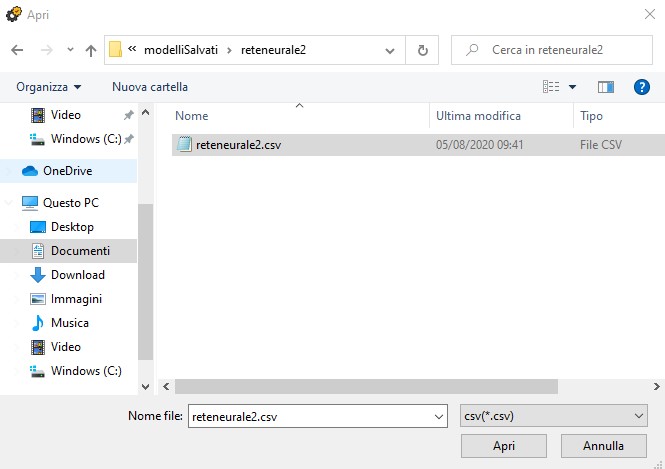 Apri
« modelliSalvati › reteneurale2
Cerca in reteneurale2
Organizza
Nuova cartella
?
Video
Windows (C:)
OneDrive
Questo PC
Desktop
Documenti
Download
Immagini
Musica
Video
Windows (C:)
Nome Ultima modifica Tipo
reteneurale2.csv 05/08/2020 09:41 File CSV
Nome file: reteneurale2.csv csv(*.csv)
Apri Annulla